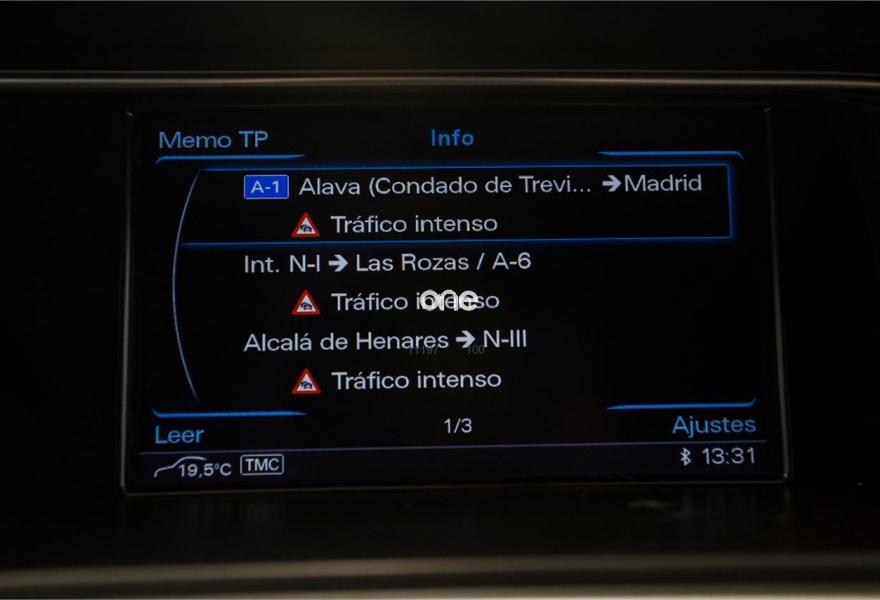 Memo TP
Info
A-1 Alava (Condado de Trevi... ➔Madrid
Tráfico intenso
Int. N-I ➔ Las Rozas / A-6
Tráfico intenso
one
Alcalá de Henares ➔ N-III
Tráfico intenso
Leer
1/3
Ajustes
19,5°C TMC
13:31